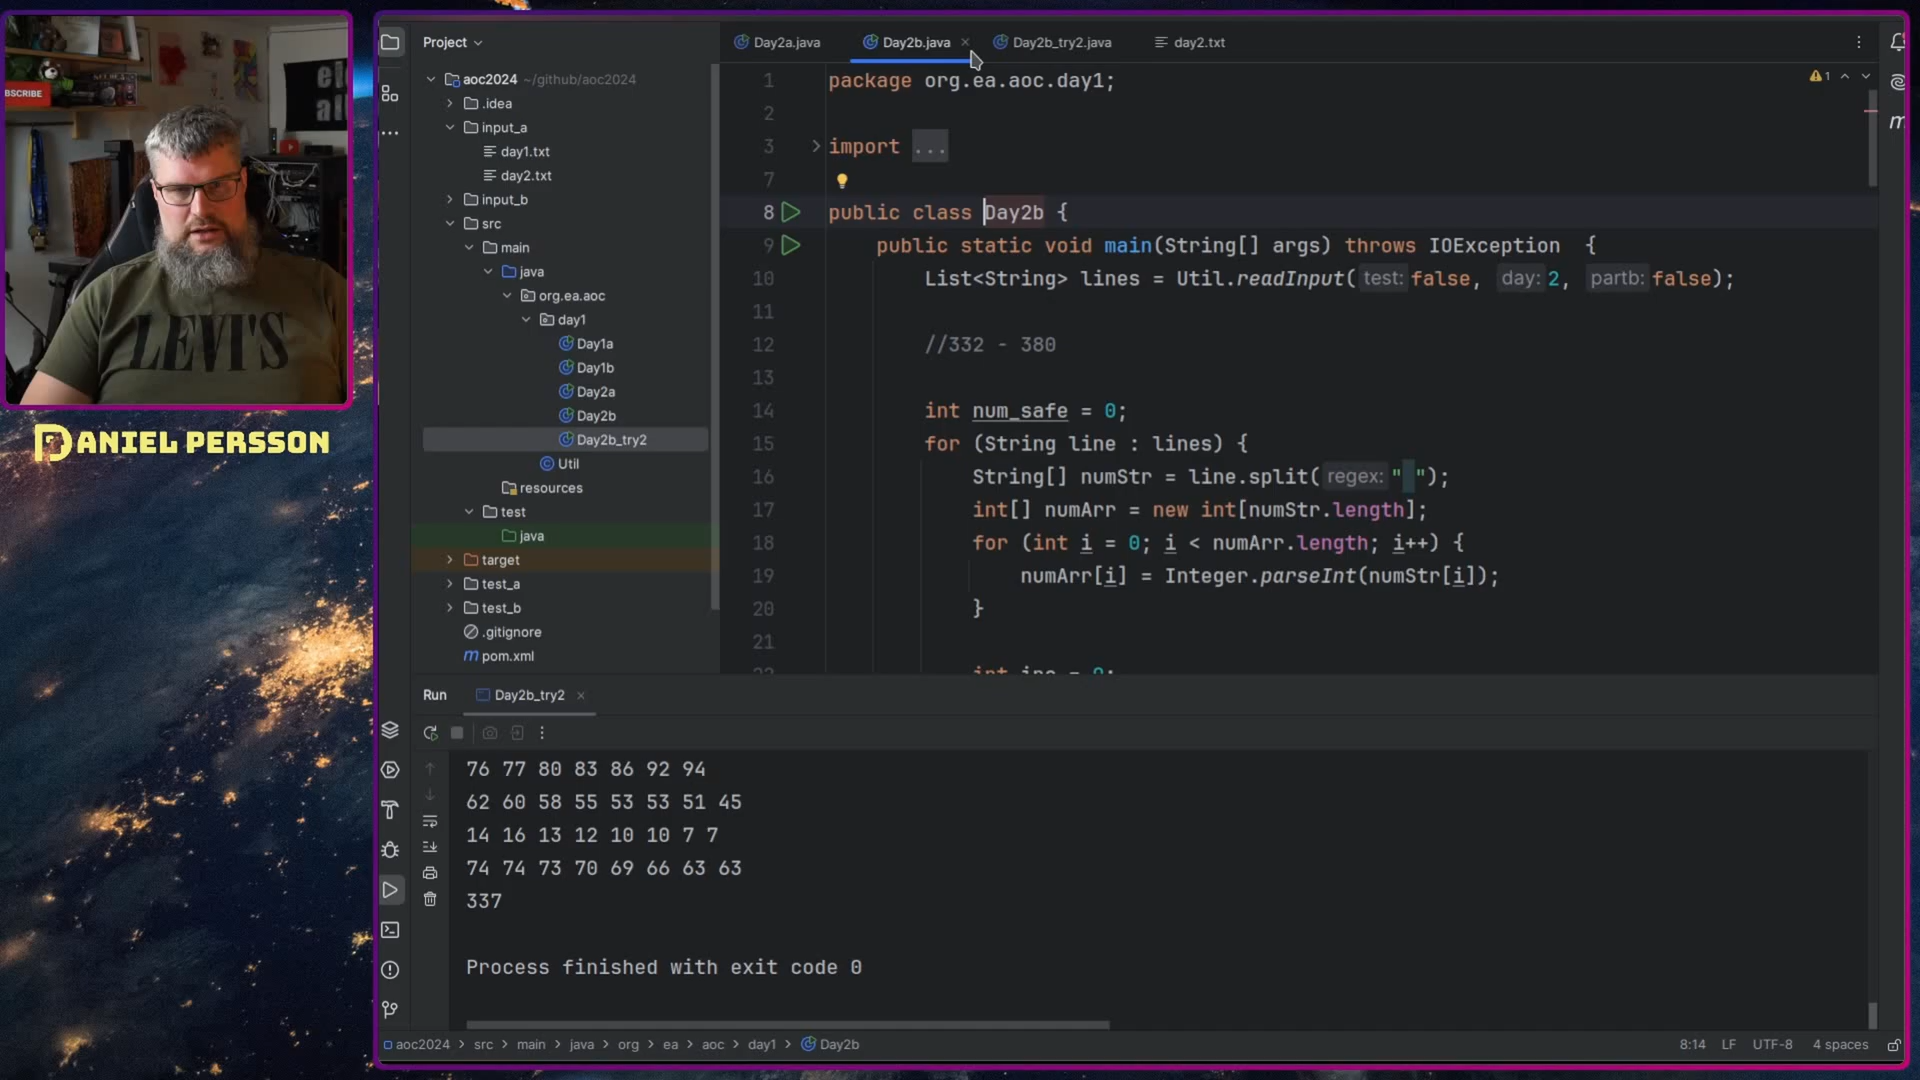 SUBSCRIBE
LEVI'S
DANIEL PERSSON
Project
aoc2024 ~/github/aoc2024
.idea
input_a
day1.txt
day2.txt
input_b
src
main
java
org.ea.aoc
day1
Day1a
Day1b
Day2a
Day2b
Day2b_try2
Util
resources
test
java
target
test_a
test_b
.gitignore
pom.xml
Day2a.java
Day2b.java
Day2b_try2.java
day2.txt
1
1 package org.ea.aoc.day1;
2
3 import ...
7
8 public class Day2b {
9 public static void main(String[] args) throws IOException {
10 List<String> lines = Util.readInput( test: false, day: 2, partb: false);
11
12 //332 - 380
13
14 int num_safe = 0;
15 for (String line : lines) {
16 String[] numStr = line.split( regex: " ");
17 int[] numArr = new int[numStr.length];
18 for (int i = 0; i < numArr.length; i++) {
19 numArr[i] = Integer.parseInt(numStr[i]);
20 }
21
22 int inc = 0;
Run Day2b_try2
76 77 80 83 86 92 94
62 60 58 55 53 53 51 45
14 16 13 12 10 10 7 7
74 74 73 70 69 66 63 63
337
Process finished with exit code 0
aoc2024 > src > main > java > org > ea > aoc > day1 > Day2b
8:14 LF UTF-8 4 spaces